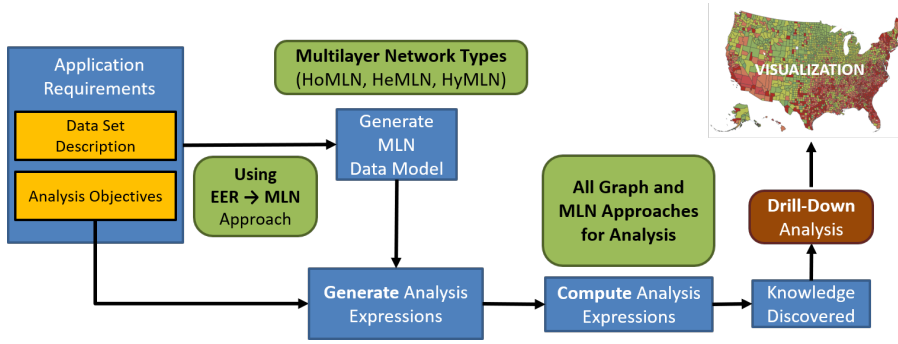 Application
Requirements
Data Set
Description
Analysis Objectives
Multilayer Network Types
(HoMLN, HeMLN, HyMLN)
Generate
MLN
Data Model
Using
EER → MLN
Approach
All Graph and
MLN Approaches
for Analysis
VISUALIZATION
Drill-Down
Analysis
Generate Analysis
Expressions
Compute Analysis
Expressions
Knowledge
Discovered